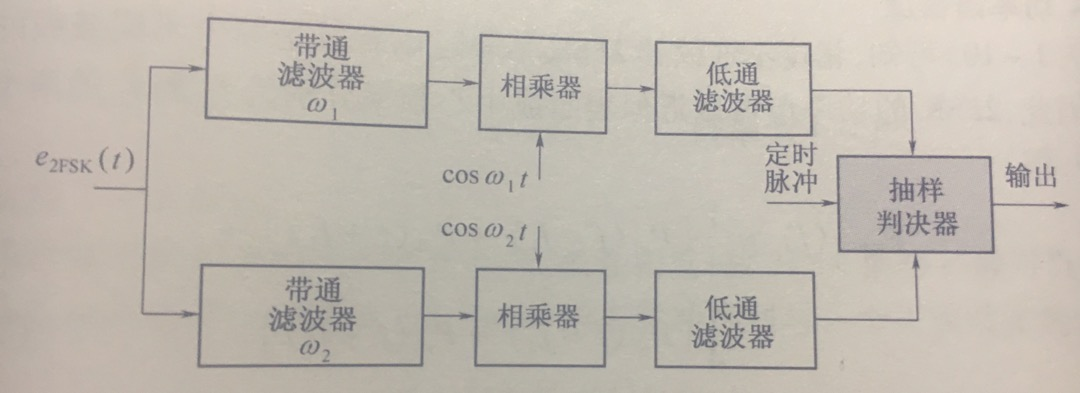 带通
滤波器
ω₁
相乘器
低通
滤波器
e₂FSK(t)
cos ω₁t
定时
脉冲
抽样
判决器
输出
cos ω₂t
带通
滤波器
ω₂
相乘器
低通
滤波器